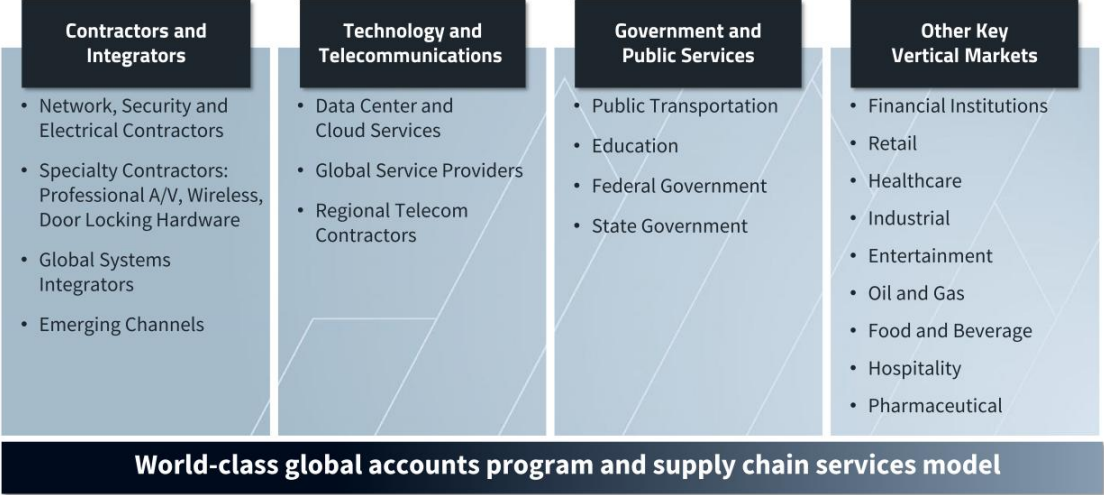 Contractors and
Integrators
• Network, Security and
Electrical Contractors
• Specialty Contractors:
Professional A/V, Wireless,
Door Locking Hardware
• Global Systems
Integrators
• Emerging Channels
Technology and
Telecommunications
• Data Center and
Cloud Services
• Global Service Providers
• Regional Telecom
Contractors
Government and
Public Services
• Public Transportation
• Education
• Federal Government
• State Government
Other Key
Vertical Markets
• Financial Institutions
• Retail
• Healthcare
• Industrial
• Entertainment
• Oil and Gas
• Food and Beverage
• Hospitality
• Pharmaceutical
World-class global accounts program and supply chain services model